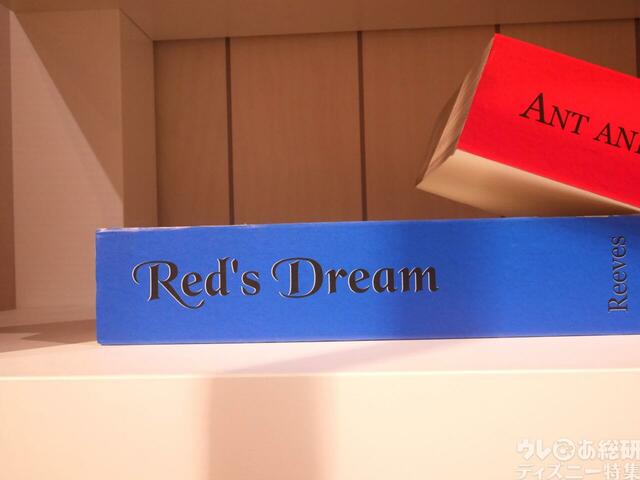 ANT AN
Red's Dream
Reeves
ウレぴあ総研
ディズニー特集